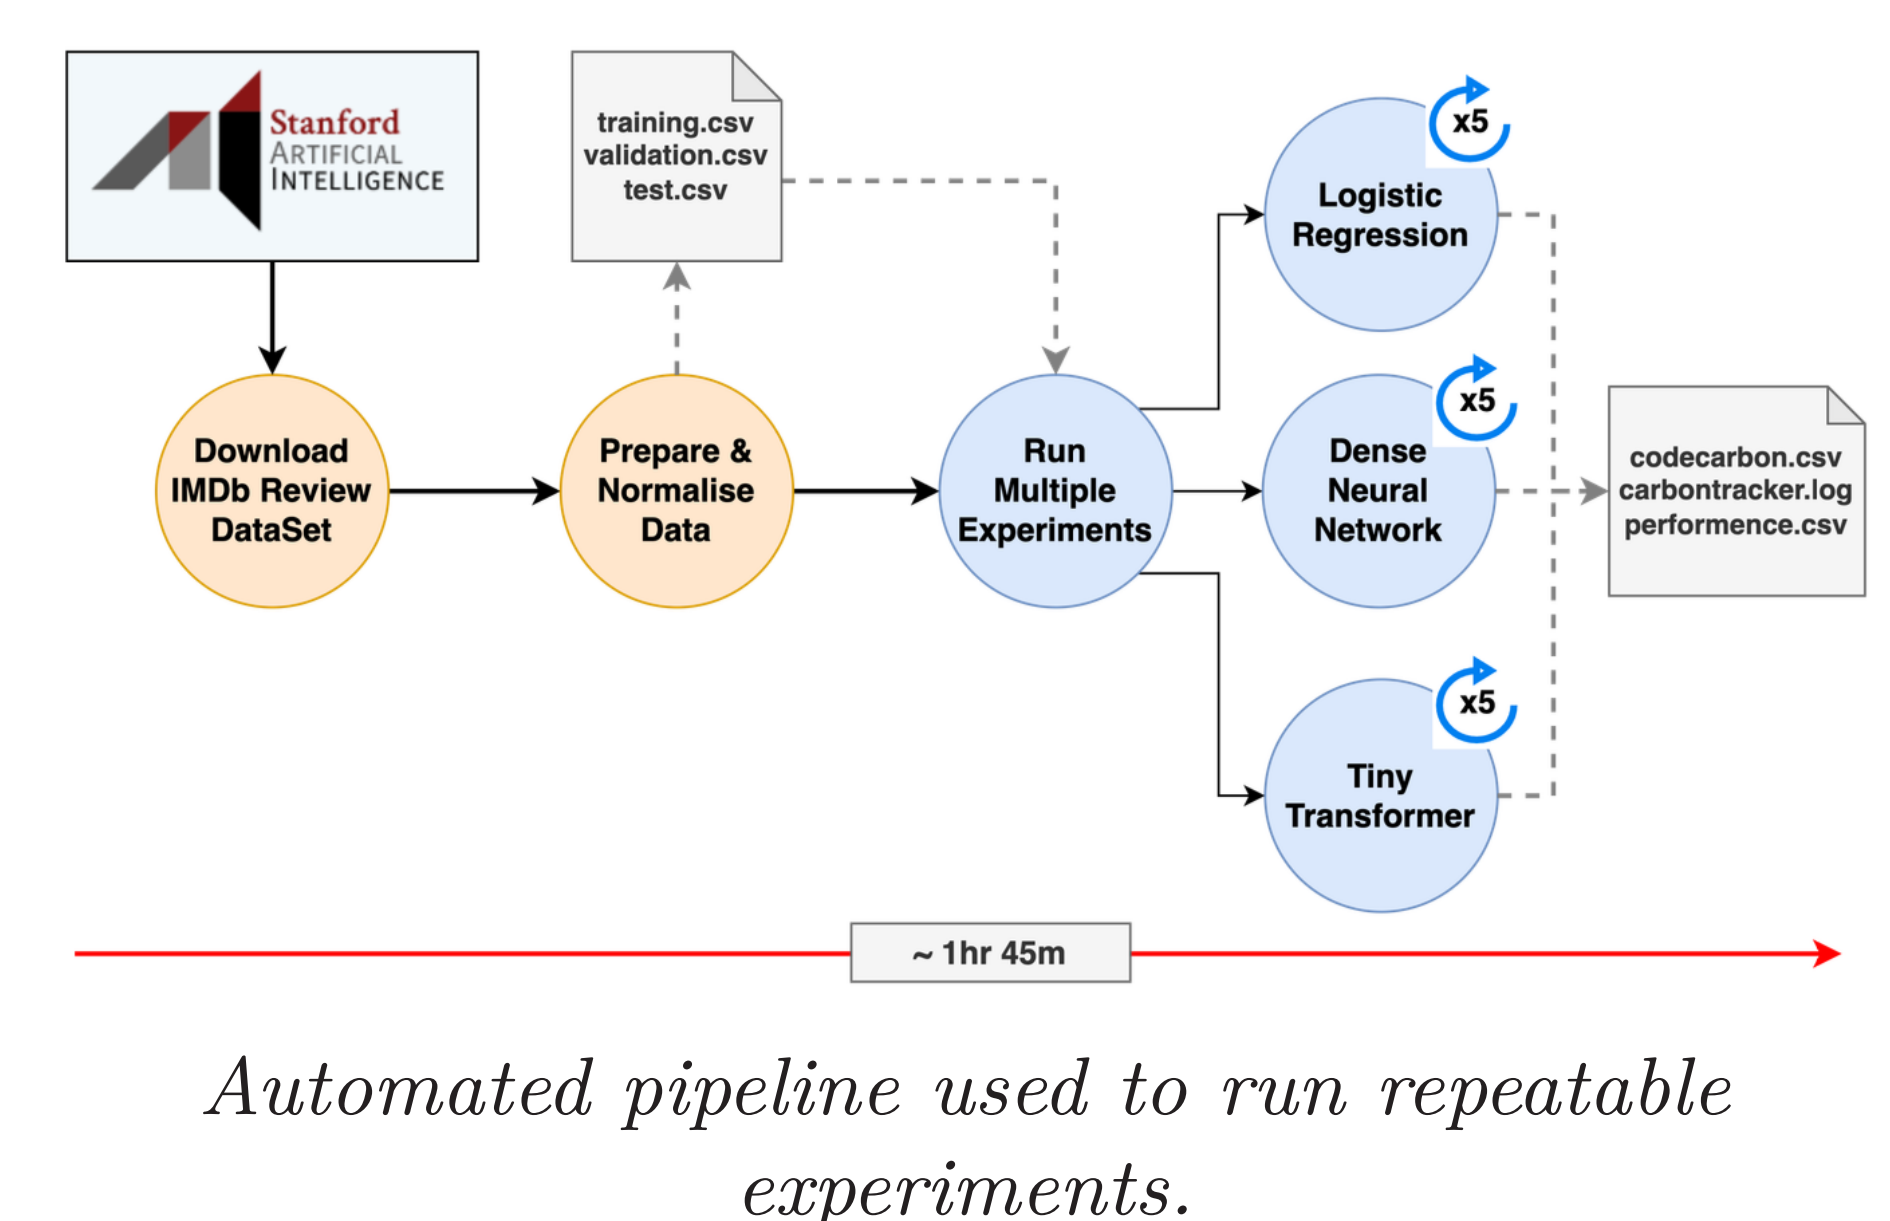 Stanford
ARTIFICIAL
INTELLIGENCE
training.csv
validation.csv
test.csv
x5
Logistic
Regression
Download
IMDb Review
DataSet
Prepare &
Normalise
Data
Run
Multiple
Experiments
x5
Dense
Neural
Network
codecarbon.csv
carbontracker.log
performence.csv
x5
Tiny
Transformer
~ 1hr 45m
Automated pipeline used to run repeatable
experiments.